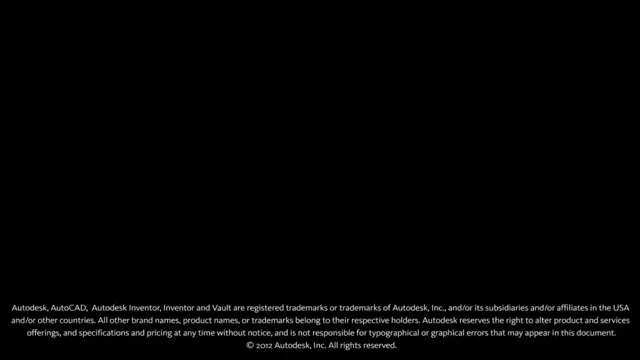 Autodesk, AutoCAD, Autodesk Inventor, Inventor and Vault are registered trademarks or trademarks of Autodesk, Inc., and/or its subsidiaries and/or affiliates in the USA
and/or other countries. All other brand names, product names, or trademarks belong to their respective holders. Autodesk reserves the right to alter product and services
offerings, and specifications and pricing at any time without notice, and is not responsible for typographical or graphical errors that may appear in this document.
© 2012 Autodesk, Inc. All rights reserved.